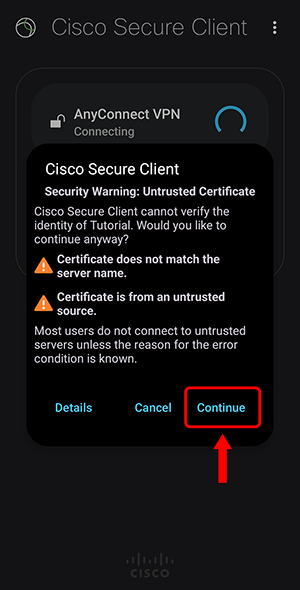 Cisco Secure Client
AnyConnect VPN
Connecting
Cisco Secure Client
Security Warning: Untrusted Certificate
Cisco Secure Client cannot verify the
identity of Tutorial. Would you like to
continue anyway?
Certificate does not match the
server name.
Certificate is from an untrusted
source.
Most users do not connect to untrusted
servers unless the reason for the error
condition is known.
Details Cancel Continue
CISCO